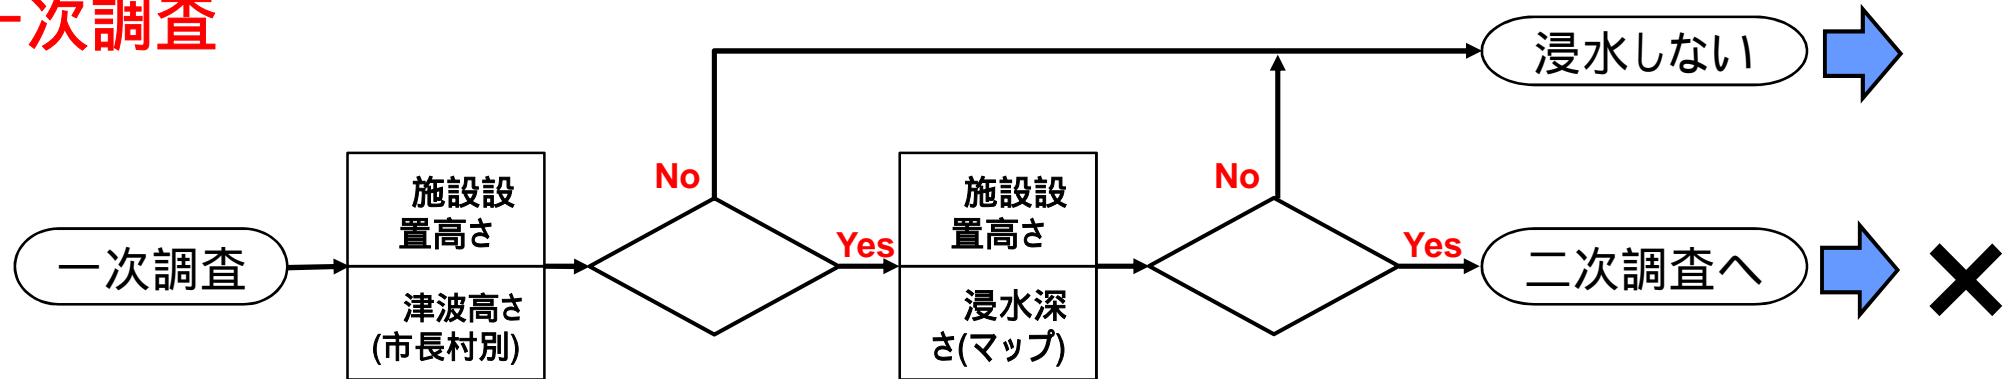 一次調査
浸水しない
No
No
施設設
置高さ
施設設
置高さ
Yes
Yes
一次調査
二次調査へ
津波高さ
(市長村別)
浸水深
さ(マップ)